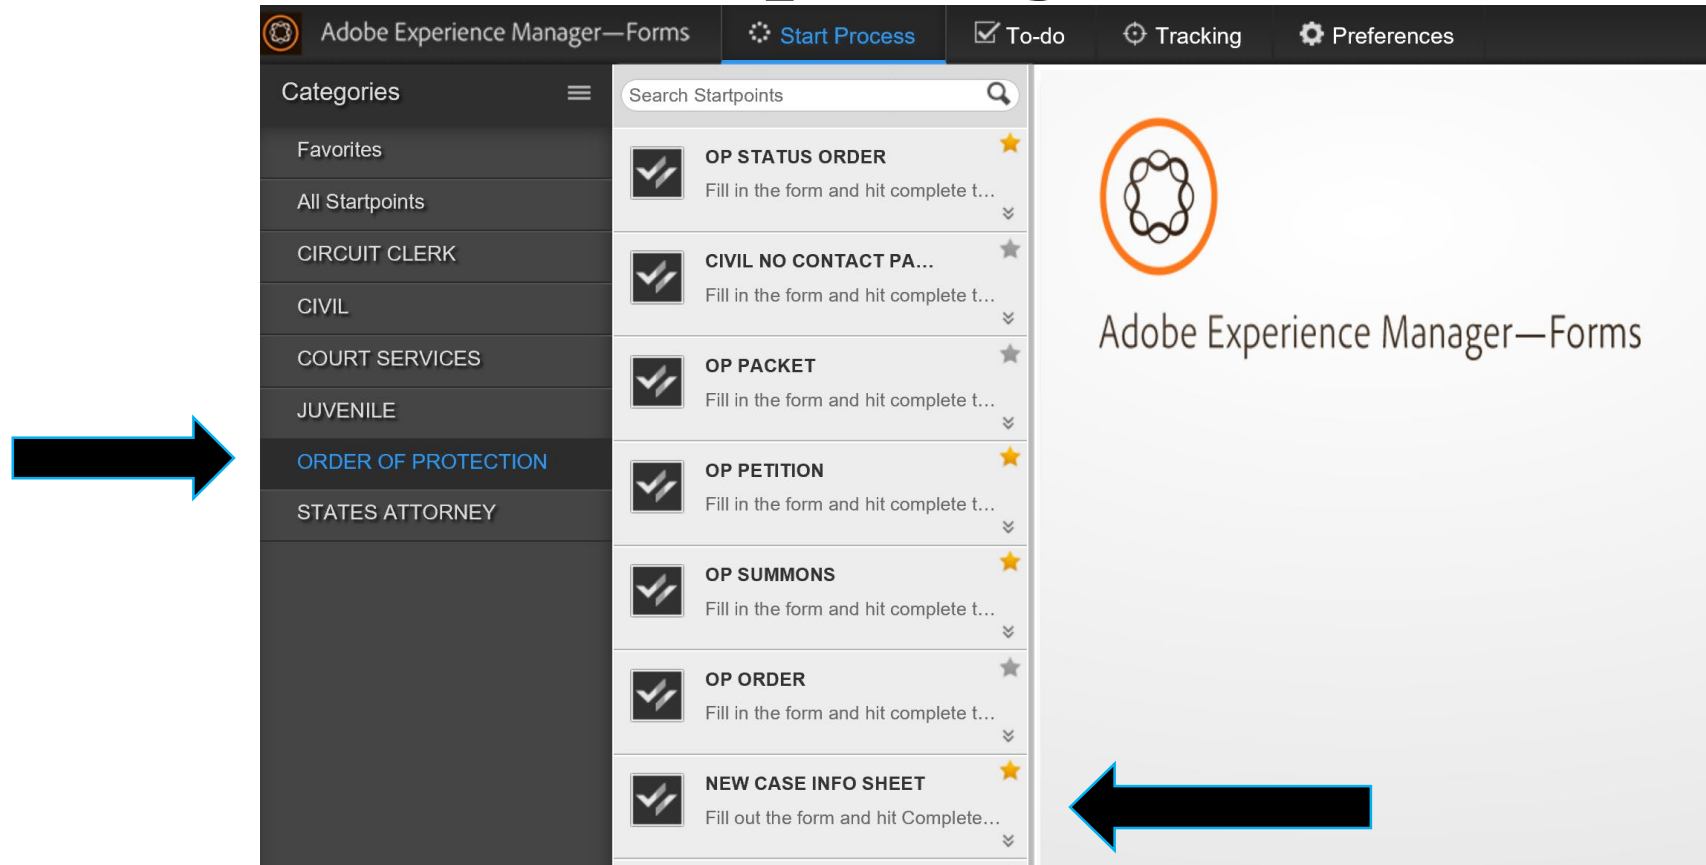 Adobe Experience Manager—Forms
Start Process
To-do
Tracking
Preferences
Categories
Favorites
All Startpoints
CIRCUIT CLERK
CIVIL
COURT SERVICES
JUVENILE
ORDER OF PROTECTION
STATES ATTORNEY
Search Startpoints
OP STATUS ORDER
Fill in the form and hit complete t...
CIVIL NO CONTACT PA...
Fill in the form and hit complete t...
OP PACKET
Fill in the form and hit complete t...
OP PETITION
Fill in the form and hit complete t...
OP SUMMONS
Fill in the form and hit complete t...
OP ORDER
Fill in the form and hit complete t...
NEW CASE INFO SHEET
Fill out the form and hit Complete...
Adobe Experience Manager—Forms